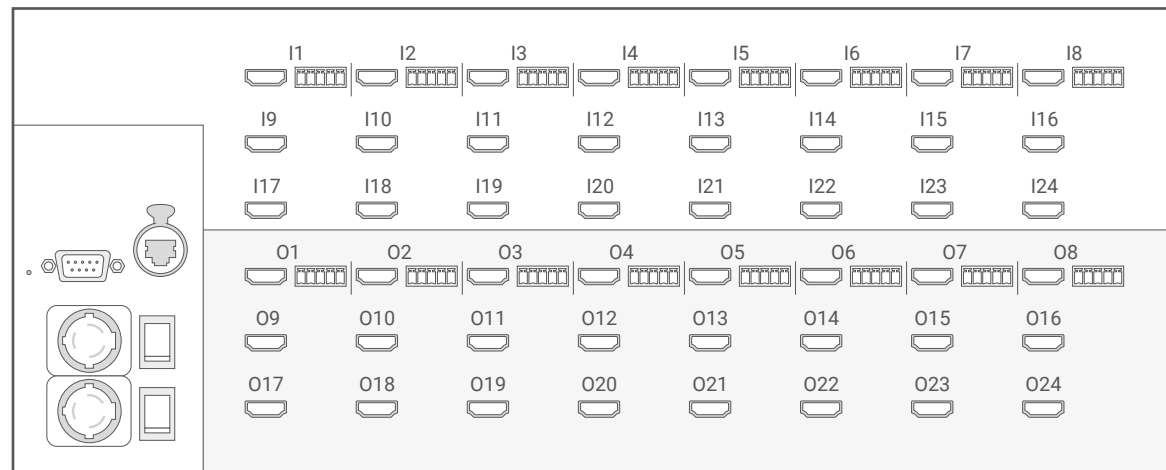 I1 I2 I3 I4 I5 I6 I7 I8
I9 I10 I11 I12 I13 I14 I15 I16
I17 I18 I19 I20 I21 I22 I23 I24
O1 O2 O3 O4 O5 O6 O7 O8
O9 O10 O11 O12 O13 O14 O15 O16
O17 O18 O19 O20 O21 O22 O23 O24